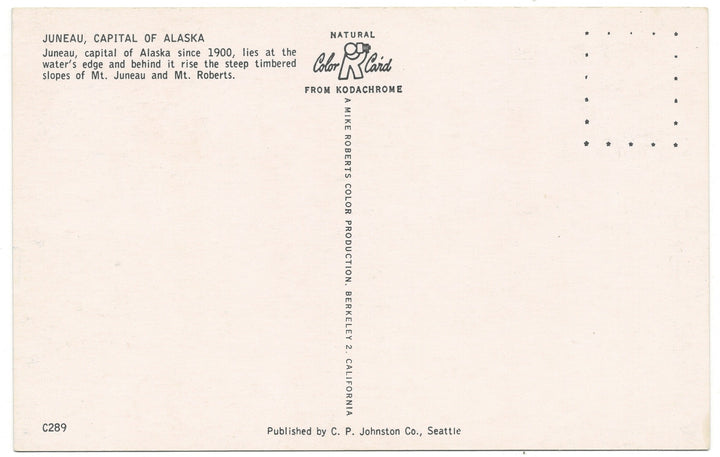 JUNEAU, CAPITAL OF ALASKA
Juneau, capital of Alaska since 1900, lies at the
water's edge and behind it rise the steep timbered
slopes of Mt. Juneau and Mt. Roberts.
NATURAL
Color Card
FROM KODACHROME
A MIKE ROBERTS COLOR PRODUCTION. BERKELEY 2. CALIFORNIA
C289
Published by C. P. Johnston Co., Seattle